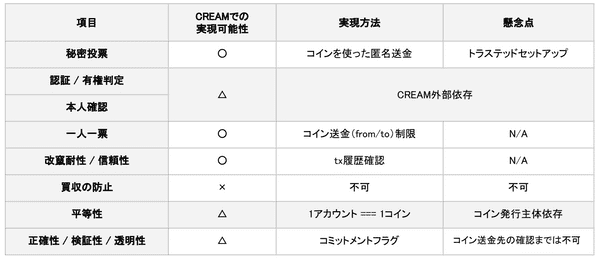 項目 CREAMでの実現可能性 実現方法 懸念点
秘密投票 〇 コインを使った匿名送金 トラステッドセットアップ
認証 / 有権判定 △ CREAM外部依存
本人確認
一人一票 〇 コイン送金（from/to）制限 N/A
改竄耐性 / 信頼性 〇 tx履歴確認 N/A
買収の防止 × 不可 不可
平等性 △ 1アカウント === 1コイン コイン発行主体依存
正確性 / 検証性 / 透明性 △ コミットメントフラグ コイン送金先の確認までは不可